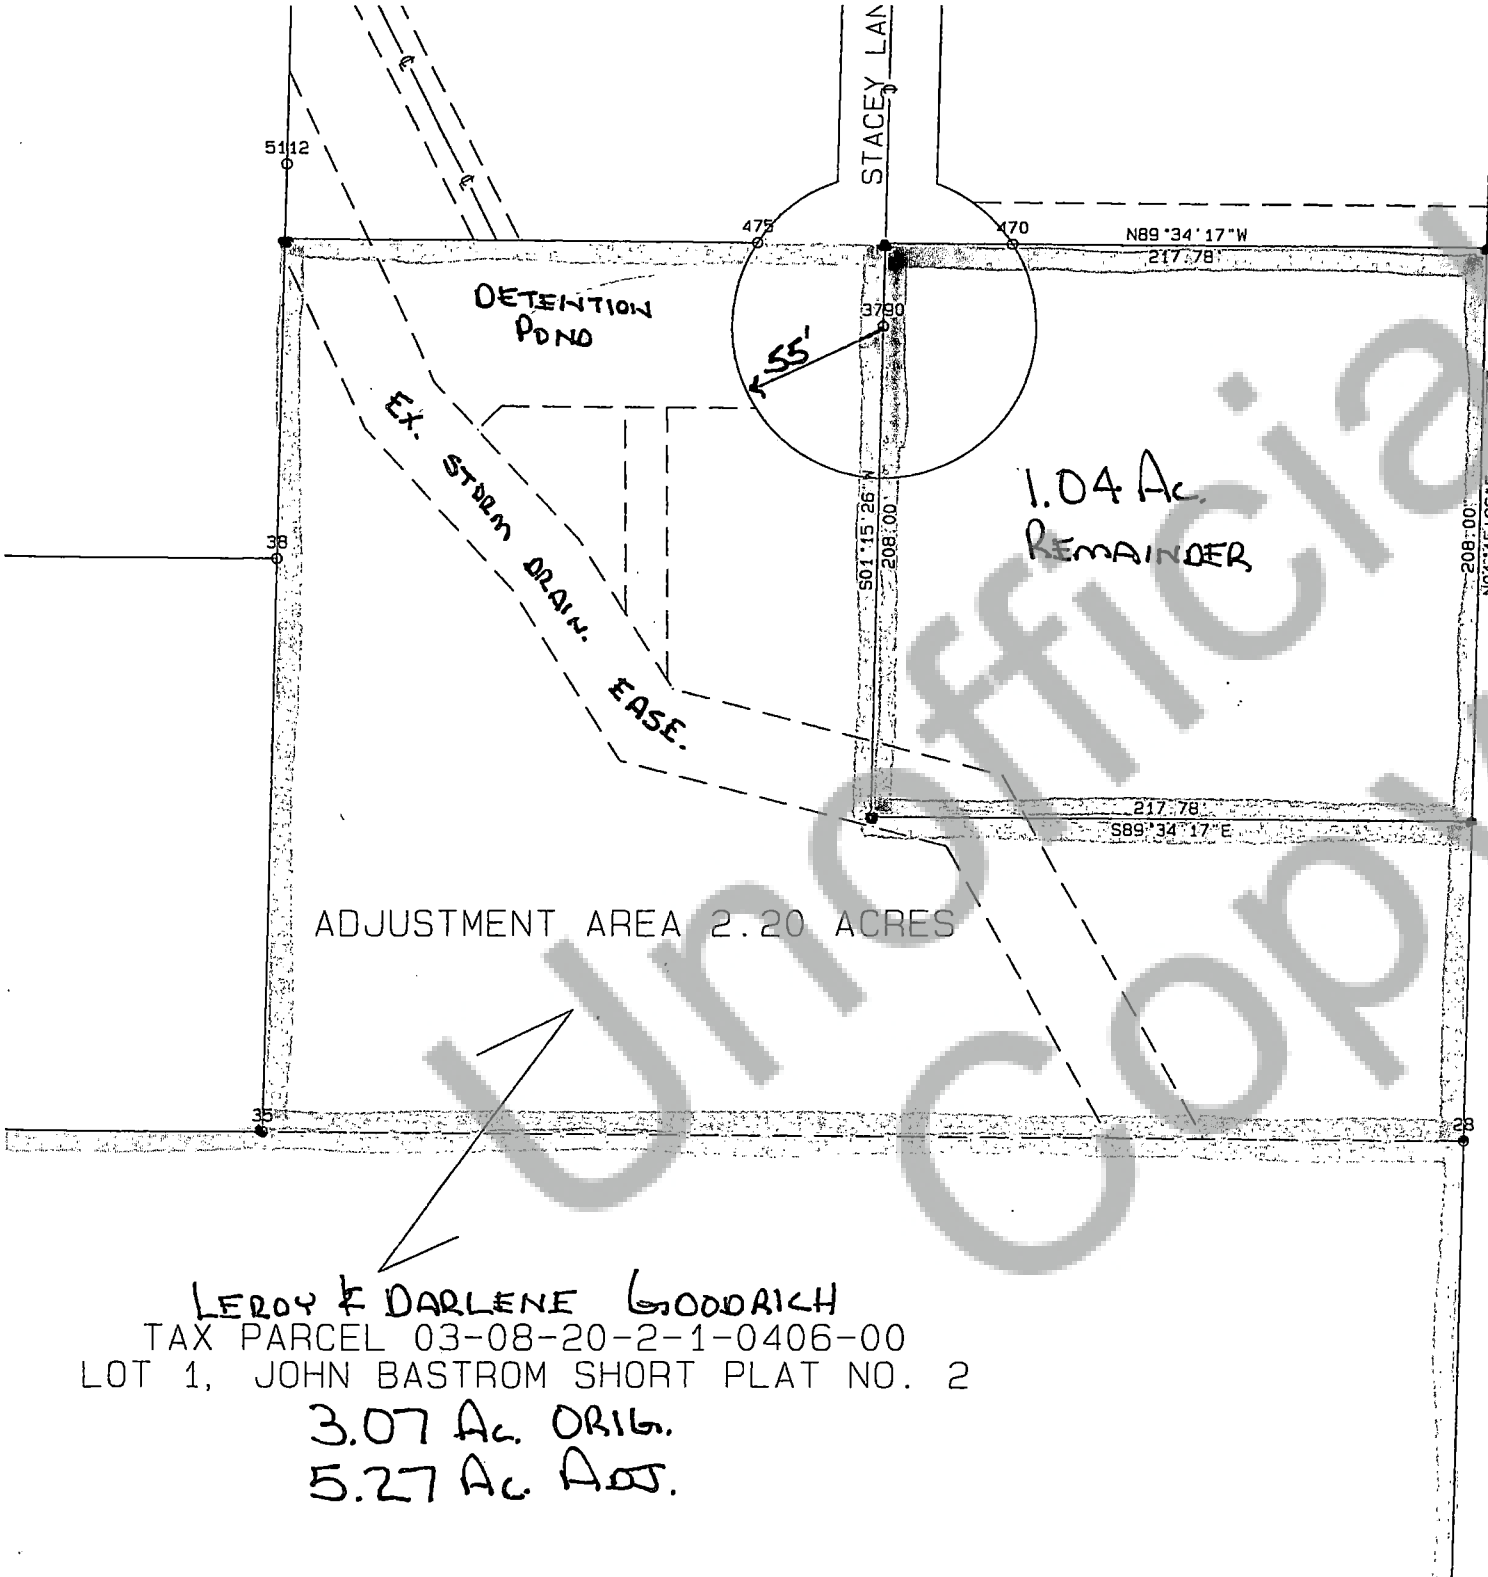 STACEY LAN
5112
475
470
N89°34'17"W
217.78'
DETENTION
POND
3790
55'
EX. STORM DRAIN. EASE.
1.04 Ac.
REMAINDER
S01°15'26"W
208.00'
208.00'
38
217.78'
S89°34'17"E
ADJUSTMENT AREA 2.20 ACRES
35
28
LEROY & DARLENE GOODRICH
TAX PARCEL 03-08-20-2-1-0406-00
LOT 1, JOHN BASTROM SHORT PLAT NO. 2
3.07 Ac. ORIG.
5.27 Ac. ADJ.
Unofficial
Cop